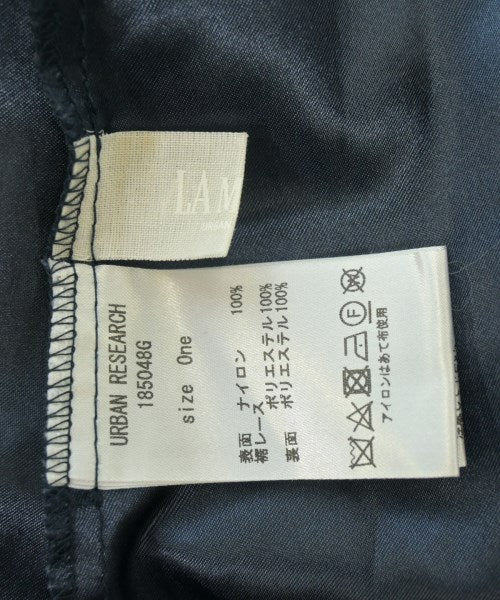 LAM
URBAN
URBAN RESEARCH
185048G
size One
表面 ナイロン 100%
裾レース ポリエステル100%
裏面 ポリエステル100%
F
アイロンはあて布使用